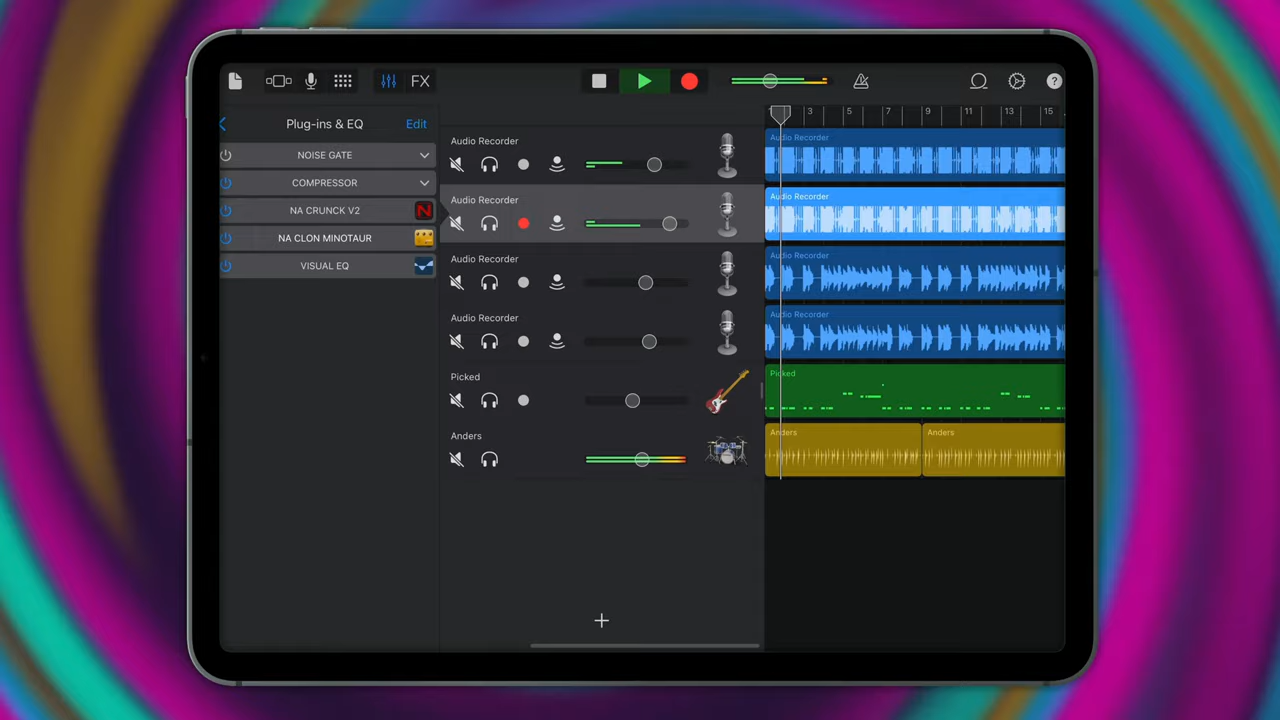 FX
?
Plug-ins & EQ
Edit
NOISE GATE
COMPRESSOR
NA CRUNCK V2
N
NA CLON MINOTAUR
VISUAL EQ
3 5 7 9 11 13 15
Audio Recorder
Audio Recorder
Audio Recorder
Audio Recorder
Audio Recorder
Audio Recorder
Audio Recorder
Audio Recorder
Picked
Picked
Anders
Anders
Anders